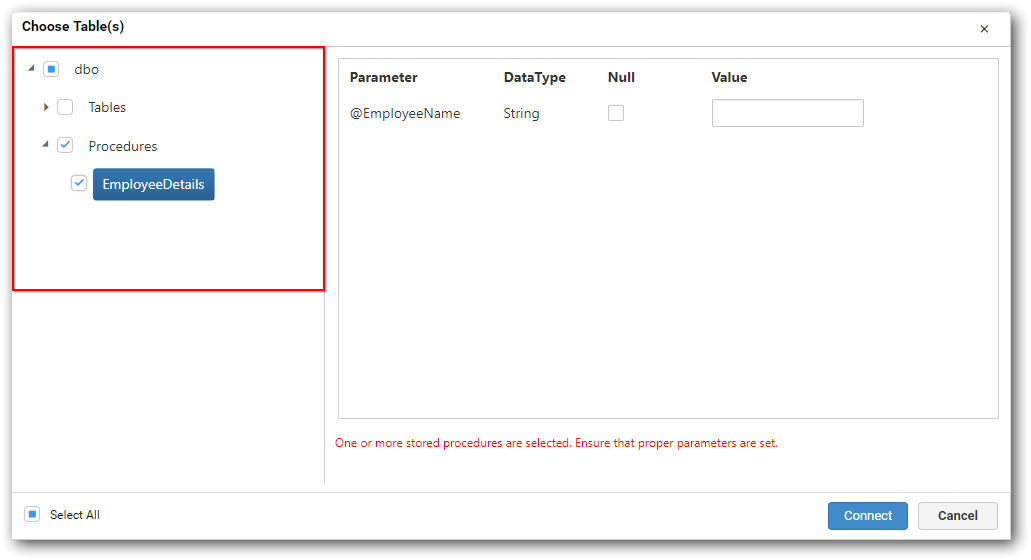 Choose Table(s)
dbo
Tables
Procedures
EmployeeDetails
Parameter DataType Null Value
@EmployeeName String
One or more stored procedures are selected. Ensure that proper parameters are set.
Select All
Connect Cancel